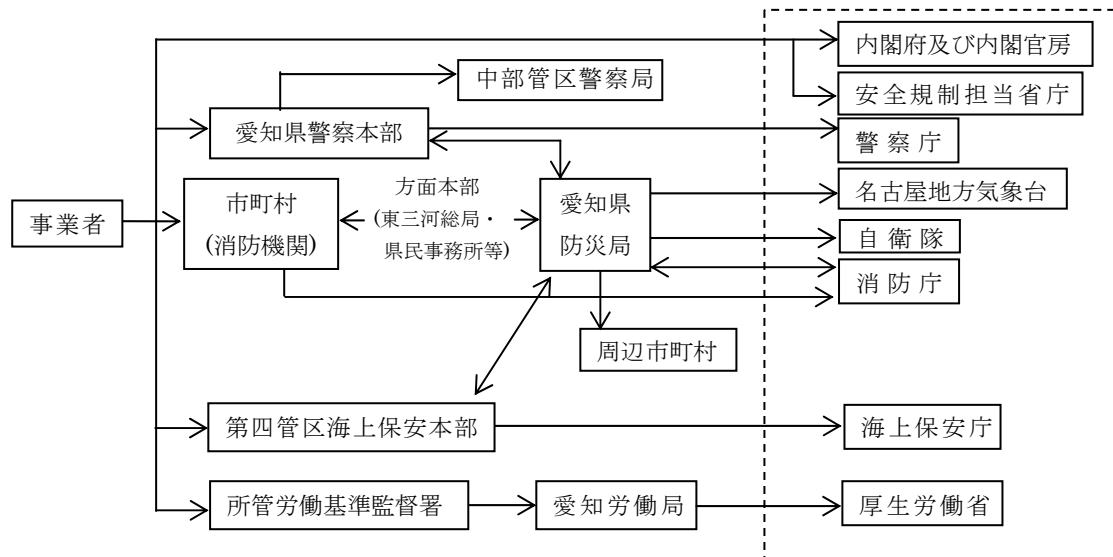 内閣府及び内閣官房
中部管区警察局
安全規制担当省庁
愛知県警察本部
警察庁
事業者
市町村
(消防機関)
方面本部
(東三河総局・
県民事務所等)
愛知県
防災局
名古屋地方気象台
自衛隊
消防庁
周辺市町村
第四管区海上保安本部
海上保安庁
所管労働基準監督署
愛知労働局
厚生労働省